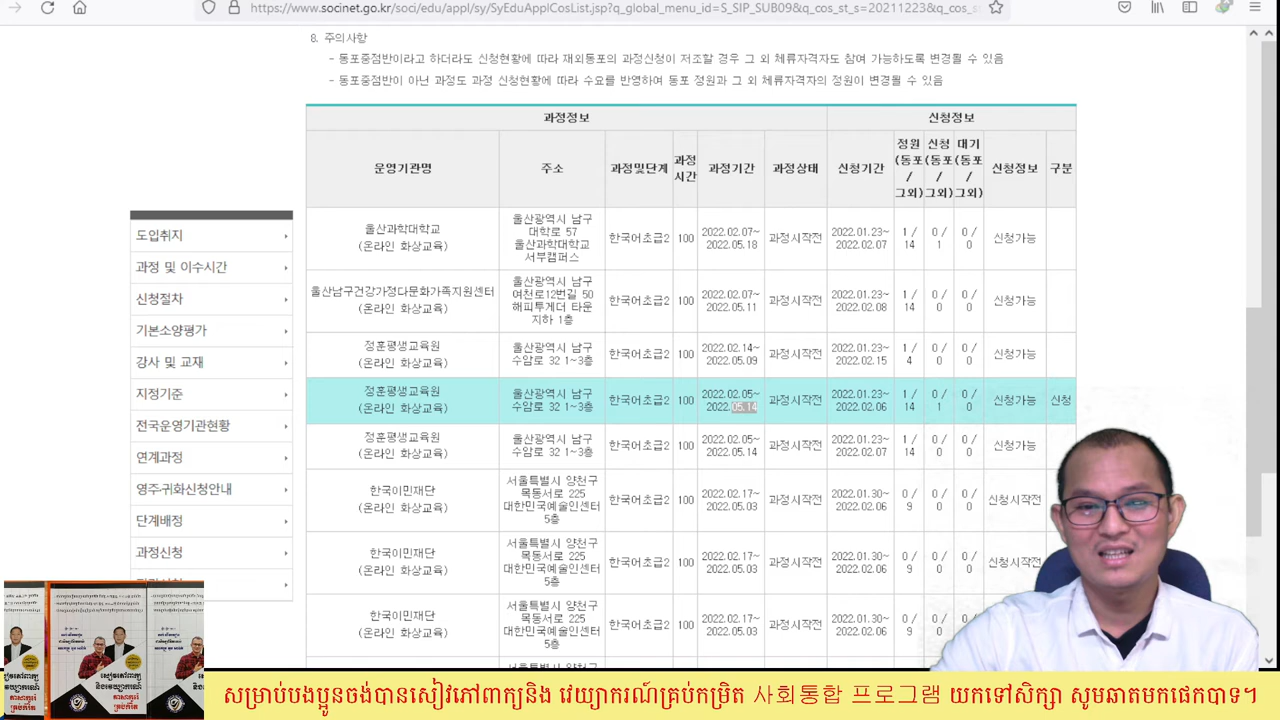 https://www.socinet.go.kr/soci/edu/appl/sy/SyEduApplCosList.jsp?q_global_menu_id=S_SIP_SUB09&q_cos_st_s=20211223&q_cos_
8. 주의사항
- 동포중점반이라고 하더라도 신청현황에 따라 재외동포의 과정신청이 저조할 경우 그 외 체류자격자도 참여 가능하도록 변경될 수 있음
- 동포중점반이 아닌 과정도 과정 신청현황에 따라 수요를 반영하여 동포 정원과 그 외 체류자격자의 정원이 변경될 수 있음
도입취지
과정 및 이수시간
신청절차
기본소양평가
강사 및 교재
지정기준
전국운영기관현황
연계과정
영주·귀화신청안내
단계배정
과정신청
과정정보 신청정보
운영기관명 주소 과정및단계 과정시간 과정기간 과정상태 신청기간 정원(동포/그외) 신청(동포/그외) 대기(동포/그외) 신청정보 구분
울산과학대학교
(온라인 화상교육)
울산광역시 남구
대학로 57
울산과학대학교
서부캠퍼스
한국어초급2 100 2022.02.07~
2022.05.18 과정시작전 2022.01.23~
2022.02.07 1 / 14 0 / 1 0 / 0 신청가능
울산남구건강가정다문화가족지원센터
(온라인 화상교육)
울산광역시 남구
여천로12번길 50
해피투게더 타운
지하 1층
한국어초급2 100 2022.02.07~
2022.05.11 과정시작전 2022.01.23~
2022.02.08 1 / 14 0 / 0 0 / 0 신청가능
정훈평생교육원
(온라인 화상교육)
울산광역시 남구
수암로 32 1~3층
한국어초급2 100 2022.02.14~
2022.05.09 과정시작전 2022.01.23~
2022.02.15 1 / 4 0 / 0 0 / 0 신청가능
정훈평생교육원
(온라인 화상교육)
울산광역시 남구
수암로 32 1~3층
한국어초급2 100 2022.02.05~
2022.05.14 과정시작전 2022.01.23~
2022.02.06 1 / 14 0 / 1 0 / 0 신청가능 신청
정훈평생교육원
(온라인 화상교육)
울산광역시 남구
수암로 32 1~3층
한국어초급2 100 2022.02.05~
2022.05.14 과정시작전 2022.01.23~
2022.02.07 1 / 14 0 / 0 0 / 0 신청가능
한국이민재단
(온라인 화상교육)
서울특별시 양천구
목동서로 225
대한민국예술인센터
5층
한국어초급2 100 2022.02.17~
2022.05.03 과정시작전 2022.01.30~
2022.02.06 0 / 9 0 / 0 0 / 0 신청시작전
한국이민재단
(온라인 화상교육)
서울특별시 양천구
목동서로 225
대한민국예술인센터
5층
한국어초급2 100 2022.02.17~
2022.05.03 과정시작전 2022.01.30~
2022.02.06 0 / 9 0 / 0 0 / 0 신청시작전
한국이민재단
(온라인 화상교육)
서울특별시 양천구
목동서로 225
대한민국예술인센터
5층
한국어초급2 100 2022.02.17~
2022.05.03 과정시작전 2022.01.30~
2022.02.06 0 / 9
សម្រាប់បងប្អូនចង់បានសៀវភៅពាក្យនិង វេយ្យាករណ៍គ្រប់កម្រិត 사회통합 프로그램 យកទៅសិក្សា សូមឆាតមកផេកបាទ។